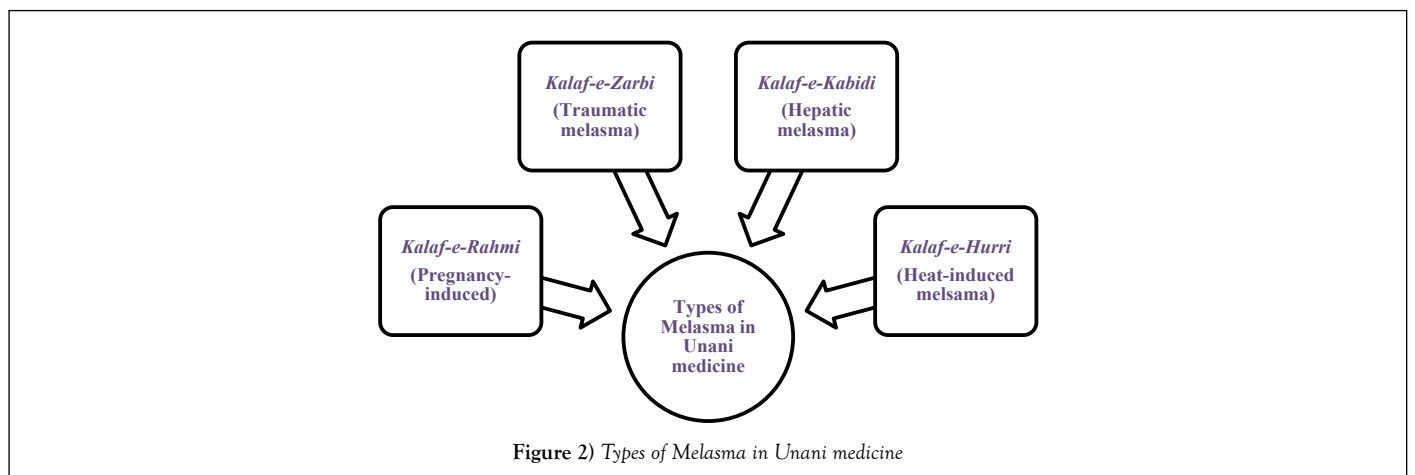 Kalaf-e-Zarbi
(Traumatic
melasma)
Kalaf-e-Kabidi
(Hepatic
melasma)
Kalaf-e-Rahmi
(Pregnancy-
induced)
Kalaf-e-Hurri
(Heat-induced
melsama)
Types of
Melasma in
Unani
medicine
Figure 2) Types of Melasma in Unani medicine